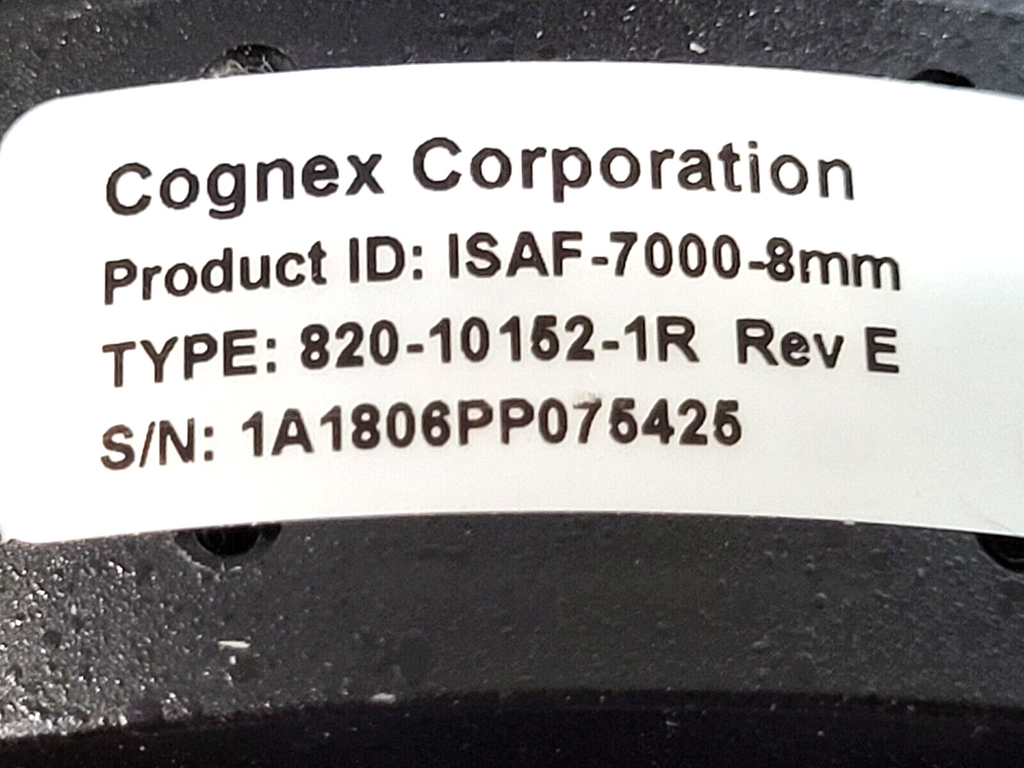 Cognex Corporation
Product ID: ISAF-7000-8mm
TYPE: 820-10152-1R Rev E
S/N: 1A1806PP075425